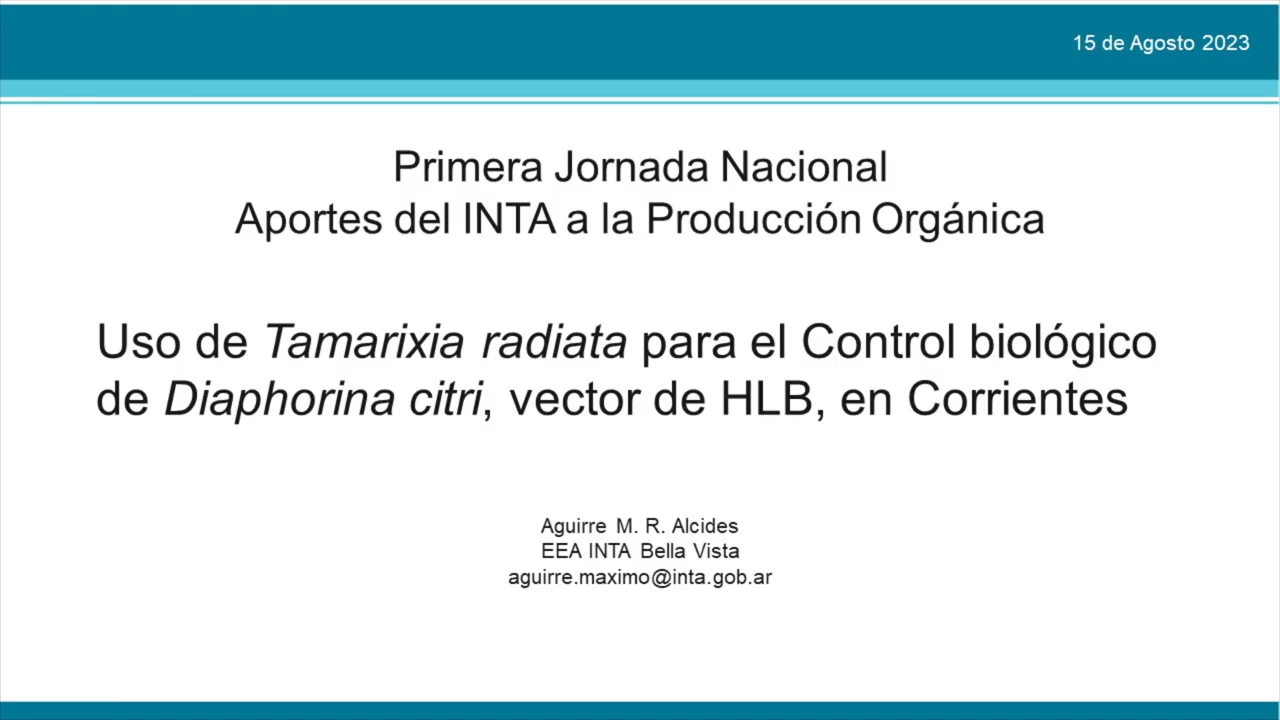 15 de Agosto 2023
Primera Jornada Nacional
Aportes del INTA a la Producción Orgánica
Uso de Tamarixia radiata para el Control biológico
de Diaphorina citri, vector de HLB, en Corrientes
Aguirre M. R. Alcides
EEA INTA Bella Vista
aguirre.maximo@inta.gob.ar